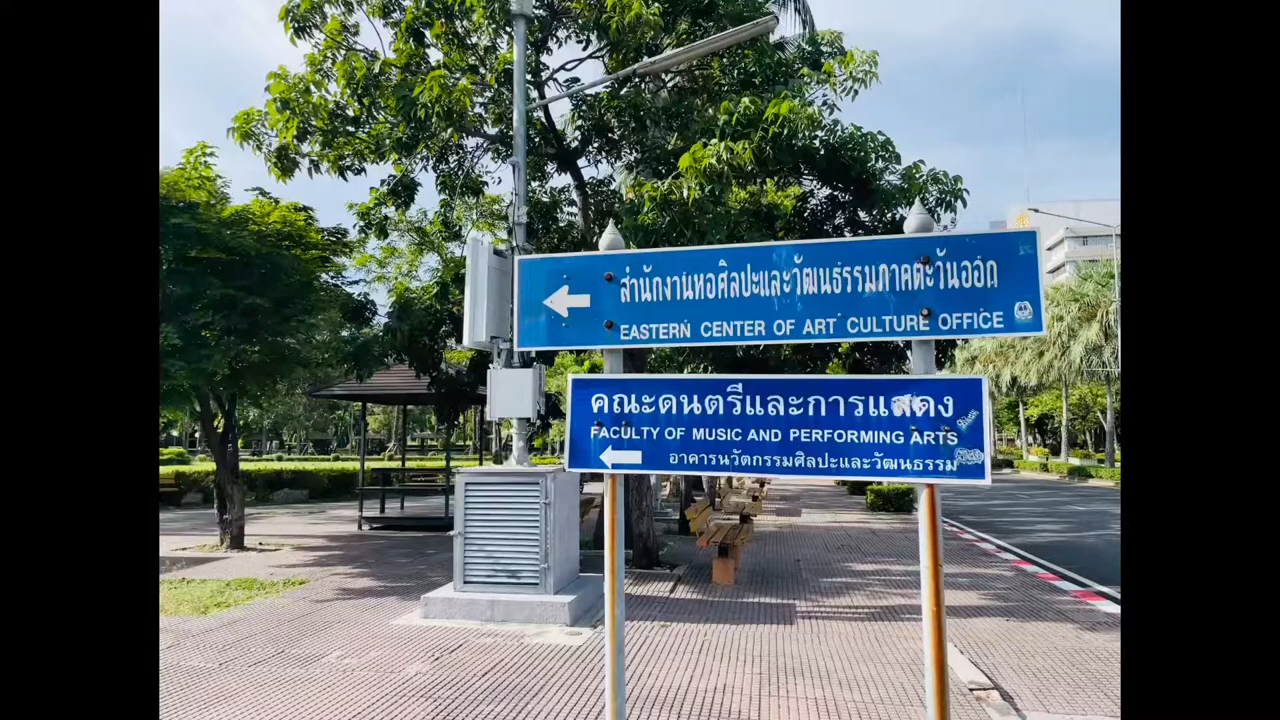 สำนักงานหอศิลปะและวัฒนธรรมภาคตะวันออก
EASTERN CENTER OF ART CULTURE OFFICE
คณะดนตรีและการแสดง
FACULTY OF MUSIC AND PERFORMING ARTS
อาคารนวัตกรรมศิลปะและวัฒนธรรม